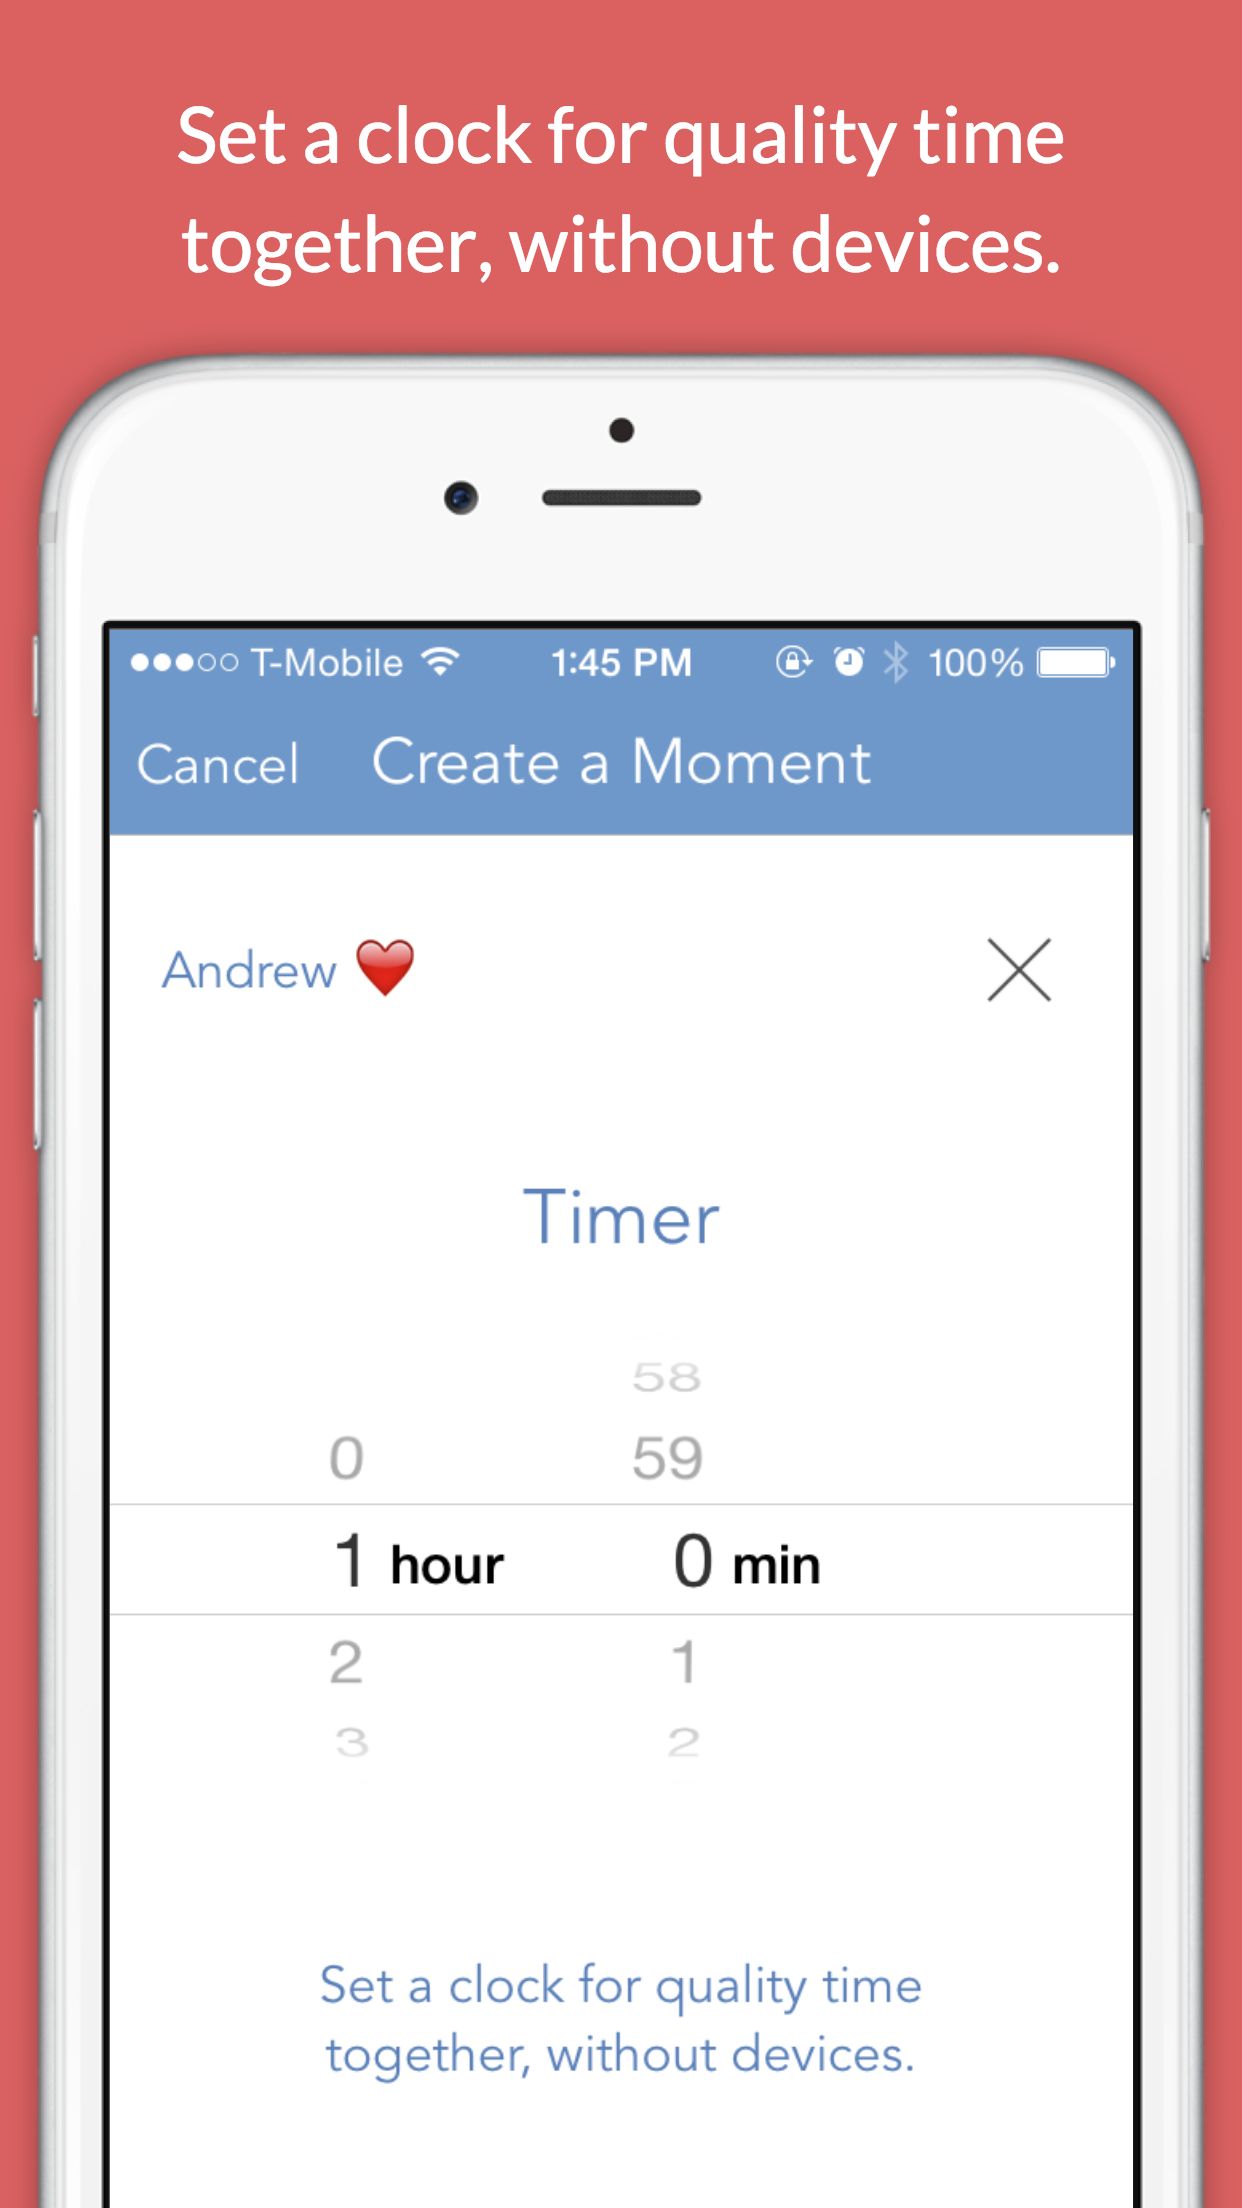 Set a clock for quality time
together, without devices.
T-Mobile 1:45 PM 100%
Cancel Create a Moment
Andrew ❤️
Timer
58
0 59
1 hour 0 min
2 1
3 2
Set a clock for quality time
together, without devices.